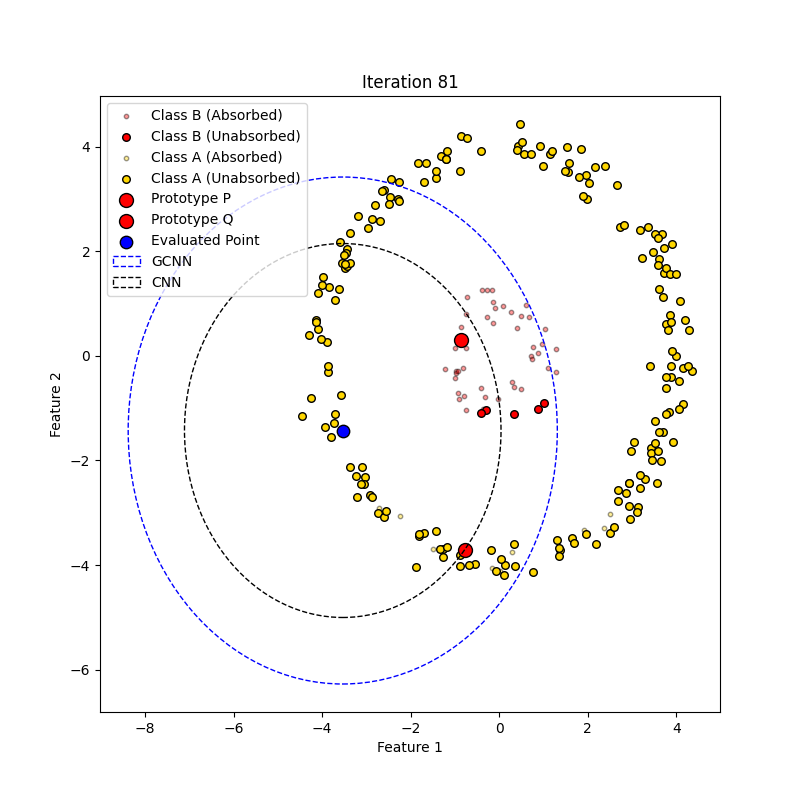 Iteration 81
Class B (Absorbed)
Class B (Unabsorbed)
Class A (Absorbed)
Class A (Unabsorbed)
Prototype P
Prototype Q
Evaluated Point
GCNN
CNN
4
2
0
−2
−4
−6
Feature 2
−8 −6 −4 −2 0 2 4
Feature 1